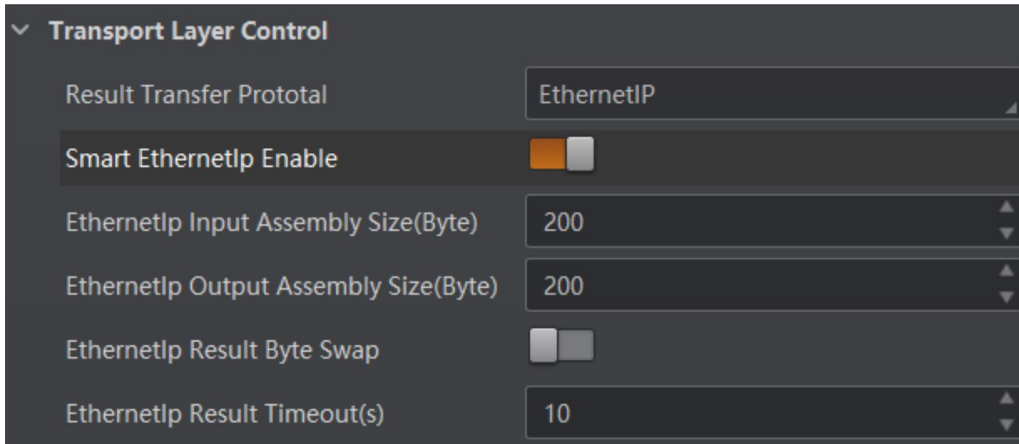 Transport Layer Control
Result Transfer Prototal EthernetIP
Smart EthernetIp Enable
EthernetIp Input Assembly Size(Byte) 200
EthernetIp Output Assembly Size(Byte) 200
EthernetIp Result Byte Swap
EthernetIp Result Timeout(s) 10